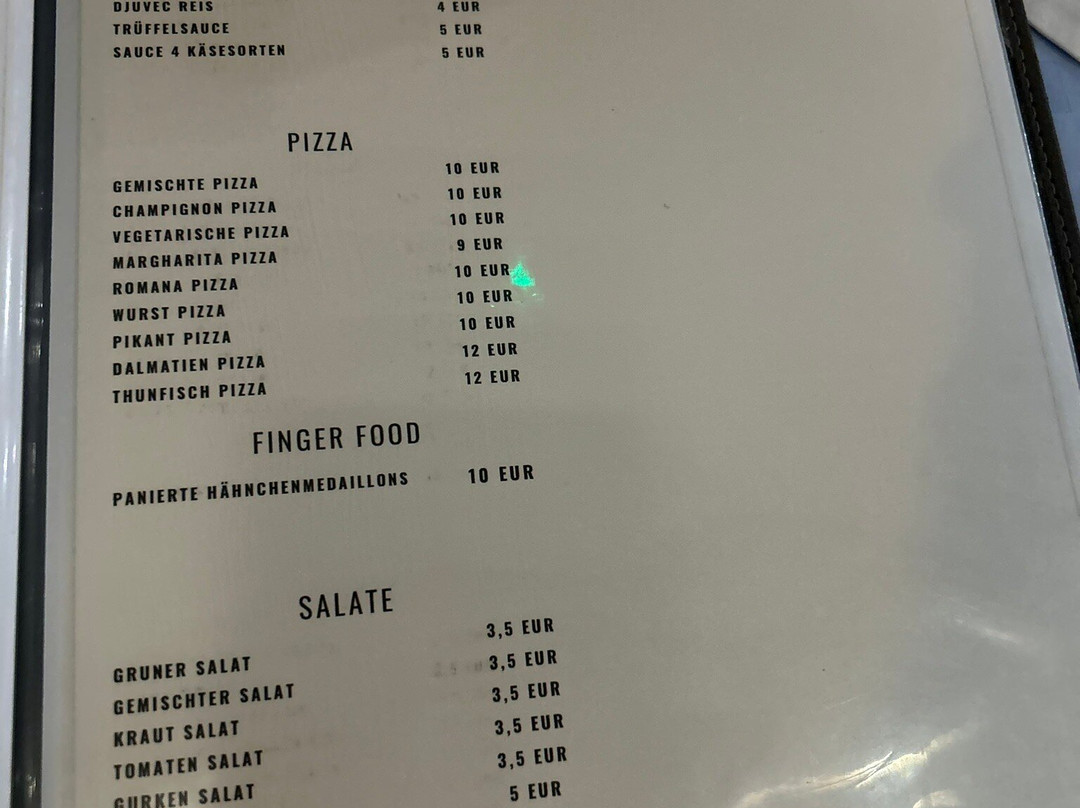 DJUVEC REIS 4 EUR
TRÜFFELSAUCE 5 EUR
SAUCE 4 KÄSESORTEN 5 EUR
PIZZA
GEMISCHTE PIZZA 10 EUR
CHAMPIGNON PIZZA 10 EUR
VEGETARISCHE PIZZA 10 EUR
MARGHARITA PIZZA 9 EUR
ROMANA PIZZA 10 EUR
WURST PIZZA 10 EUR
PIKANT PIZZA 10 EUR
DALMATIEN PIZZA 12 EUR
THUNFISCH PIZZA 12 EUR
FINGER FOOD
PANIERTE HÄHNCHENMEDAILLONS 10 EUR
SALATE
GRUNER SALAT 3,5 EUR
GEMISCHTER SALAT 3,5 EUR
KRAUT SALAT 3,5 EUR
TOMATEN SALAT 3,5 EUR
GURKEN SALAT 3,5 EUR
5 EUR